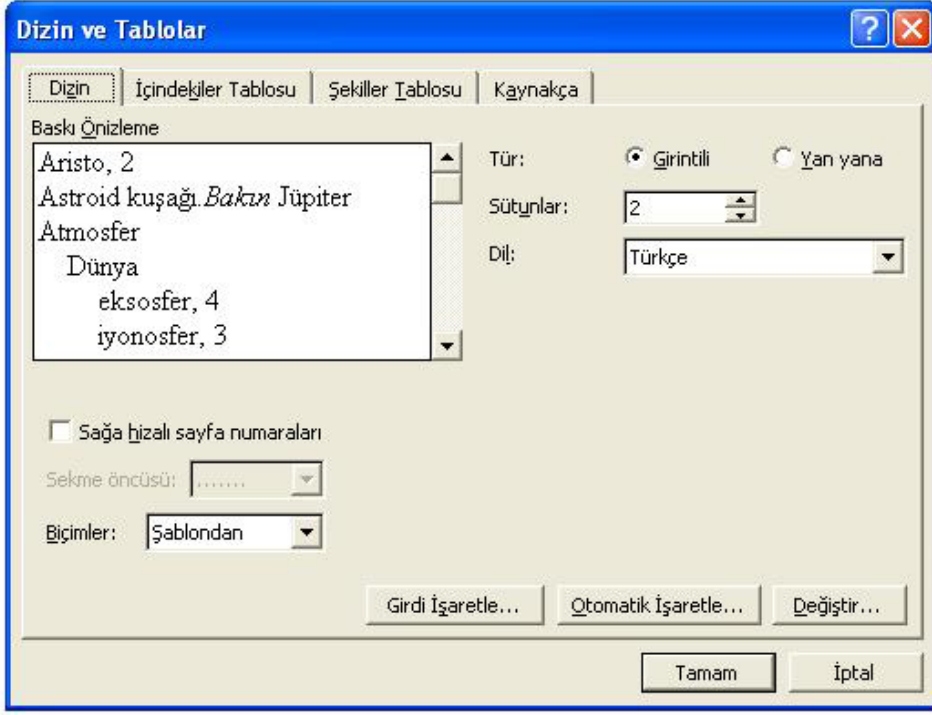 Dizin ve Tablolar
Dizin İçindekiler Tablosu Şekiller Tablosu Kaynakça
Baskı Önizleme
Aristo, 2
Astroid kuşağı.Bakın Jüpiter
Atmosfer
Dünya
eksosfer, 4
iyonosfer, 3
Tür: Girintili Yan yana
Sütunlar: 2
Dil: Türkçe
Sağa hizalı sayfa numaraları
Sekme öncüsü: .......
Biçimler: Şablondan
Girdi İşaretle... Otomatik İşaretle... Değiştir...
Tamam İptal